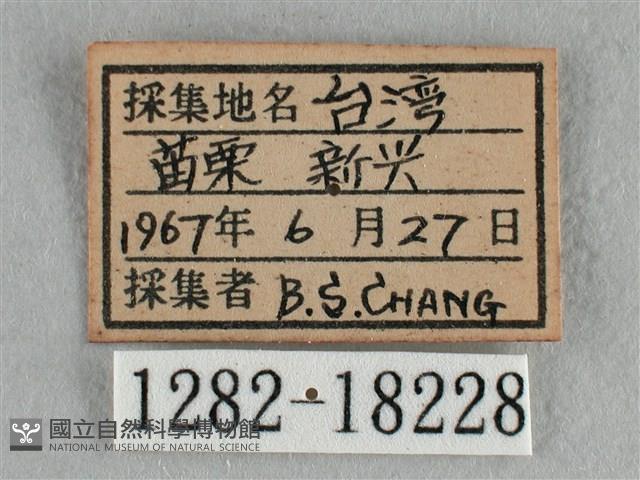 採集地名 台湾
苗栗 新兴
1967年 6 月 27 日
採集者 B.S.CHANG
1282-18228
國立自然科學博物館
NATIONAL MUSEUM OF NATURAL SCIENCE